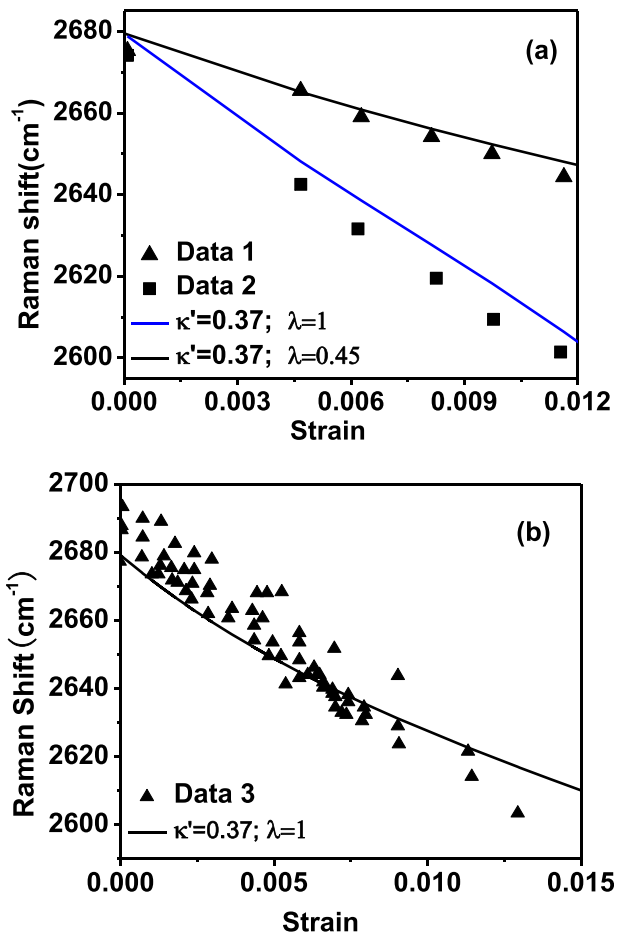 2680
2660
2640
2620
2600
Raman shift(cm-1)
(a)
Data 1
Data 2
κ'=0.37; λ=1
κ'=0.37; λ=0.45
0.000 0.003 0.006 0.009 0.012
Strain
2700
2680
2660
2640
2620
2600
Raman Shift(cm-1)
(b)
Data 3
κ'=0.37; λ=1
0.000 0.005 0.010 0.015
Strain